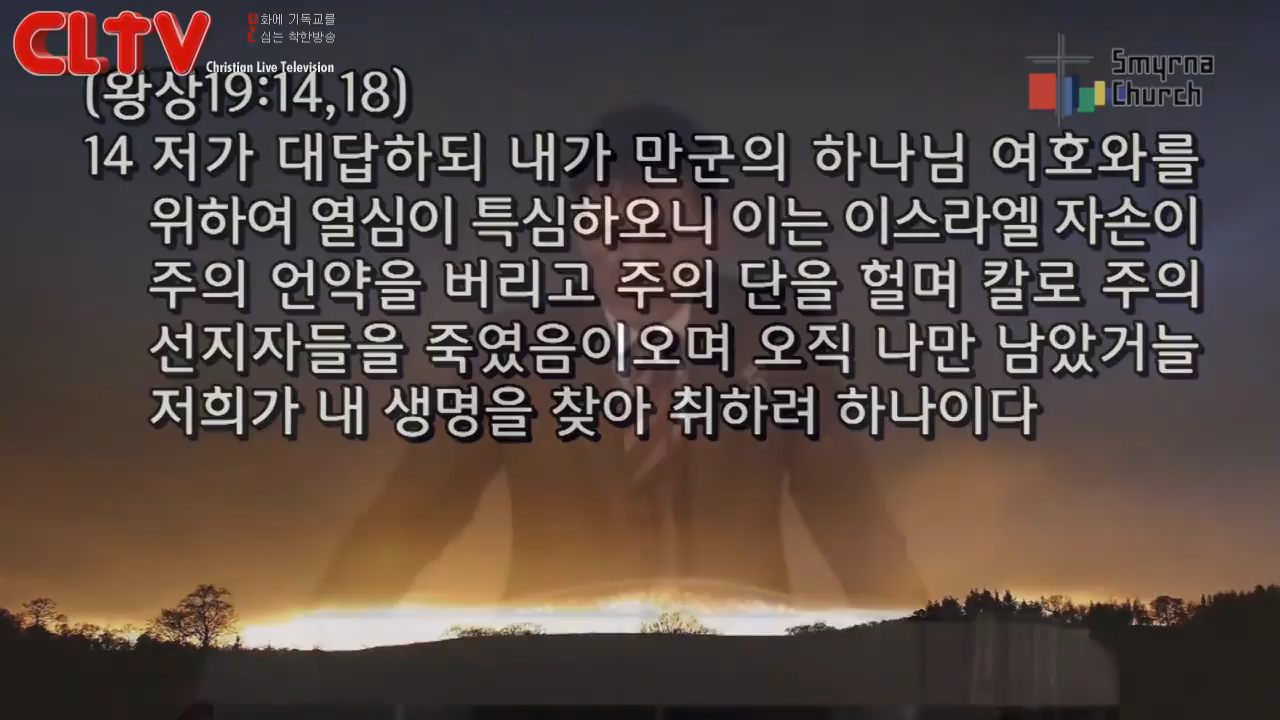 CLTV
D 화에 기독교를
C 심는 착한방송
Christian Live Television
Smyrna
Church
(왕상19:14,18)
14 저가 대답하되 내가 만군의 하나님 여호와를
위하여 열심이 특심하오니 이는 이스라엘 자손이
주의 언약을 버리고 주의 단을 헐며 칼로 주의
선지자들을 죽였음이오며 오직 나만 남았거늘
저희가 내 생명을 찾아 취하려 하나이다